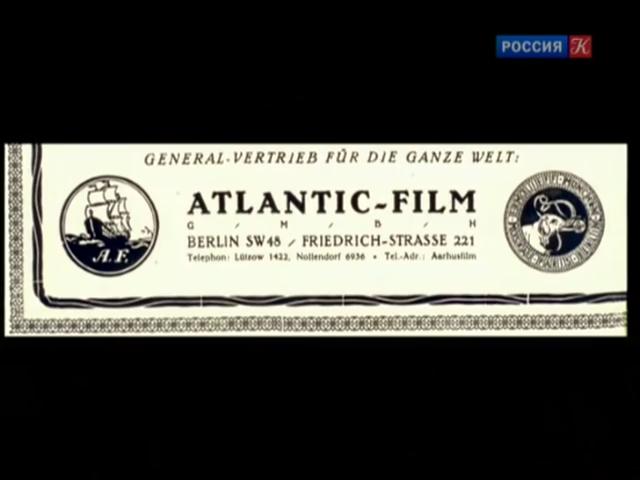 РОССИЯ К
GENERAL-VERTRIEB FÜR DIE GANZE WELT:
ATLANTIC-FILM
G / M / B / H
BERLIN SW48 / FRIEDRICH-STRASSE 221
Telephon: Lützow 1422, Nollendorf 6936 • Tel.-Adr.: Aarhusfilm
A.F.